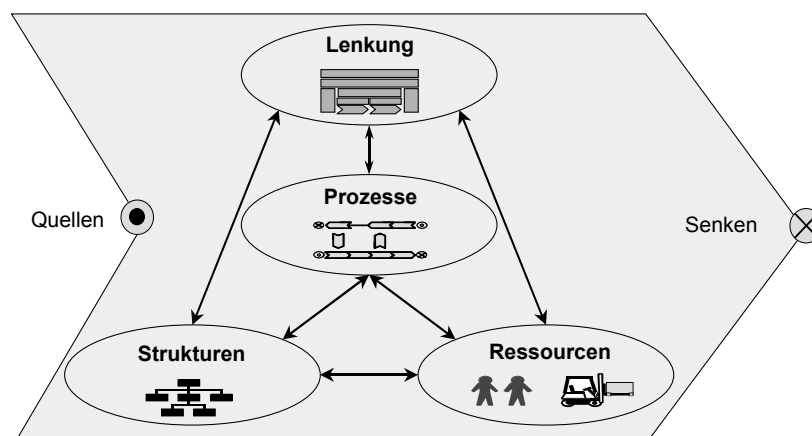 Lenkung
Prozesse
Quellen
Senken
Strukturen
Ressourcen